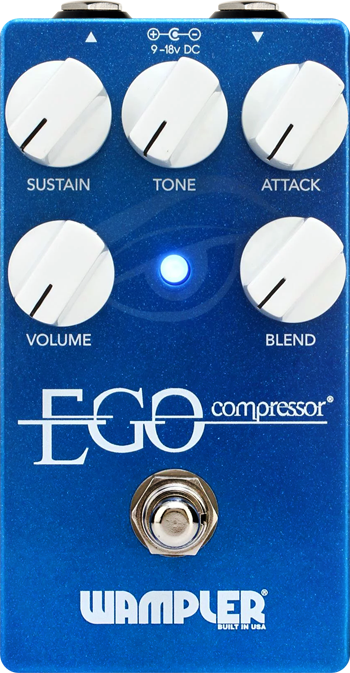 9-18v DC
SUSTAIN TONE ATTACK
VOLUME BLEND
EGO compressor®
WAMPLER®
BUILT IN USA